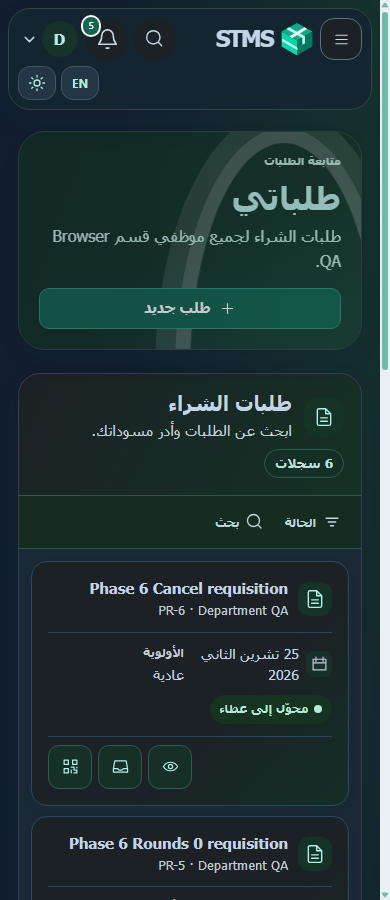 STMS
5
D
EN
متابعة الطلبات
طلباتي
طلبات الشراء لجميع موظفي قسم Browser
QA.
طلب جديد
طلبات الشراء
ابحث عن الطلبات وأدر مسوداتك.
6 سجلات
الحالة
بحث
Phase 6 Cancel requisition
PR-6 · Department QA
25 تشرين الثاني
2026
الأولوية
عادية
محوّل إلى عطاء
Phase 6 Rounds 0 requisition
PR-5 · Department QA